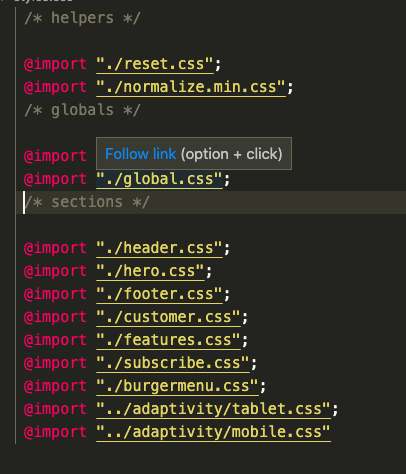 /* helpers */
@import "./reset.css";
@import "./normalize.min.css";
/* globals */
@import
Follow link (option + click)
@import "./global.css";
/* sections */
@import "./header.css";
@import "./hero.css";
@import "./footer.css";
@import "./customer.css";
@import "./features.css";
@import "./subscribe.css";
@import "./burgermenu.css";
@import "../adaptivity/tablet.css";
@import "../adaptivity/mobile.css"